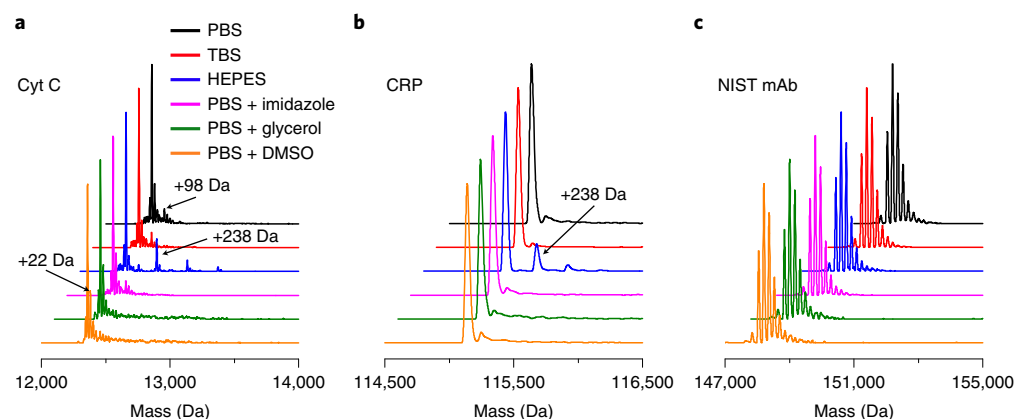 a
Cyt C
PBS
TBS
HEPES
PBS + imidazole
PBS + glycerol
PBS + DMSO
+98 Da
+238 Da
+22 Da
12,000 13,000 14,000
Mass (Da)
b
CRP
+238 Da
114,500 115,500 116,500
Mass (Da)
c
NIST mAb
147,000 151,000 155,000
Mass (Da)